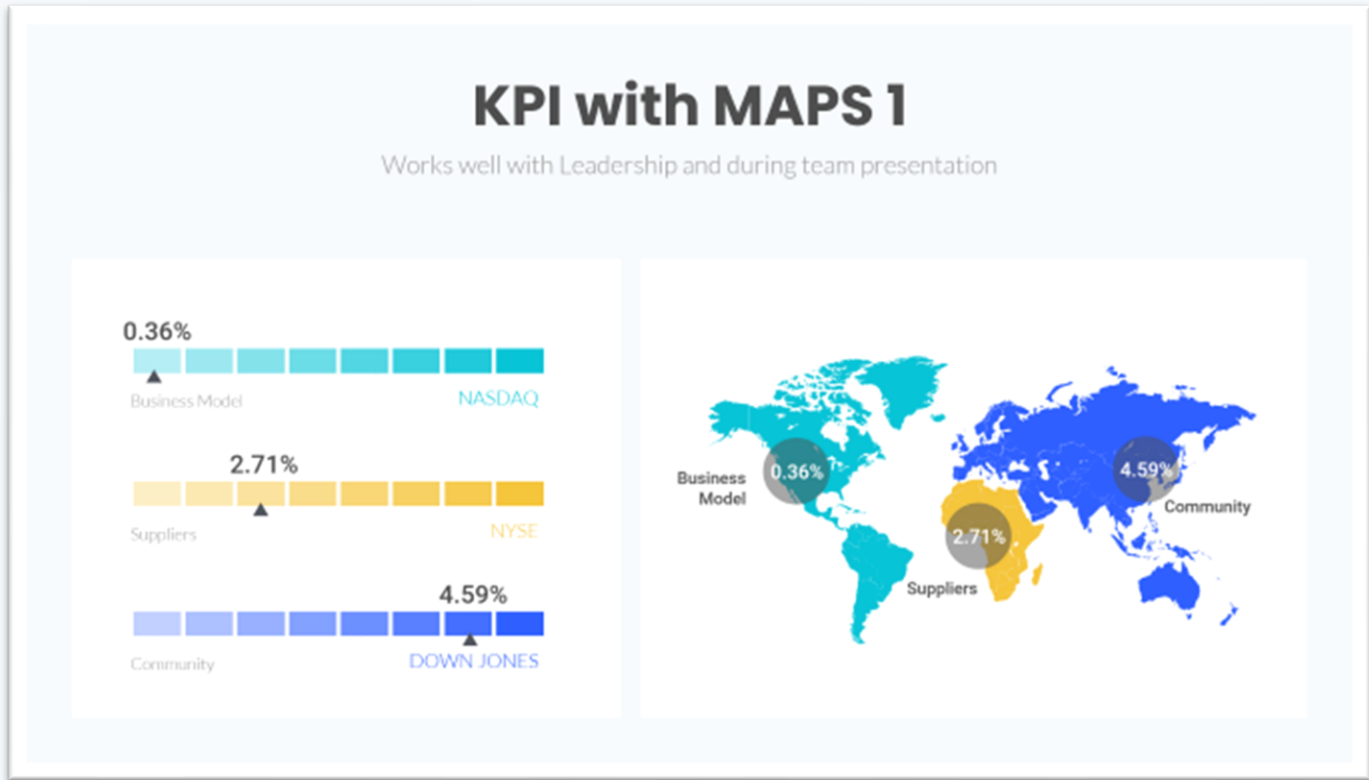 KPI with MAPS 1
Works well with Leadership and during team presentation
0.36%
Business Model
NASDAQ
2.71%
Suppliers
NYSE
4.59%
Community
DOWN JONES
Business
Model
0.36%
2.71%
Suppliers
4.59%
Community